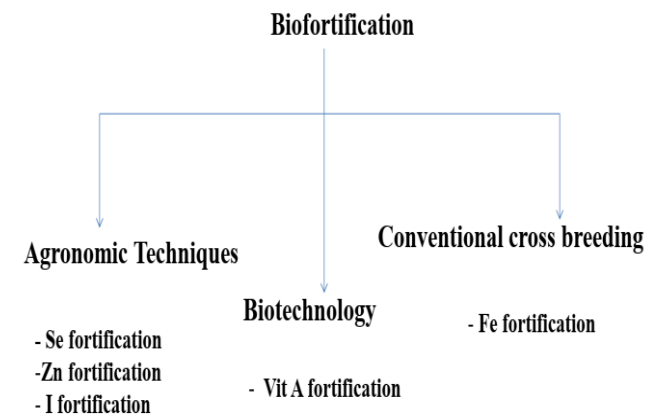 Biofortification
Agronomic Techniques
- Se fortification
-Zn fortification
-I fortification
Biotechnology
- Vit A fortification
Conventional cross breeding
- Fe fortification